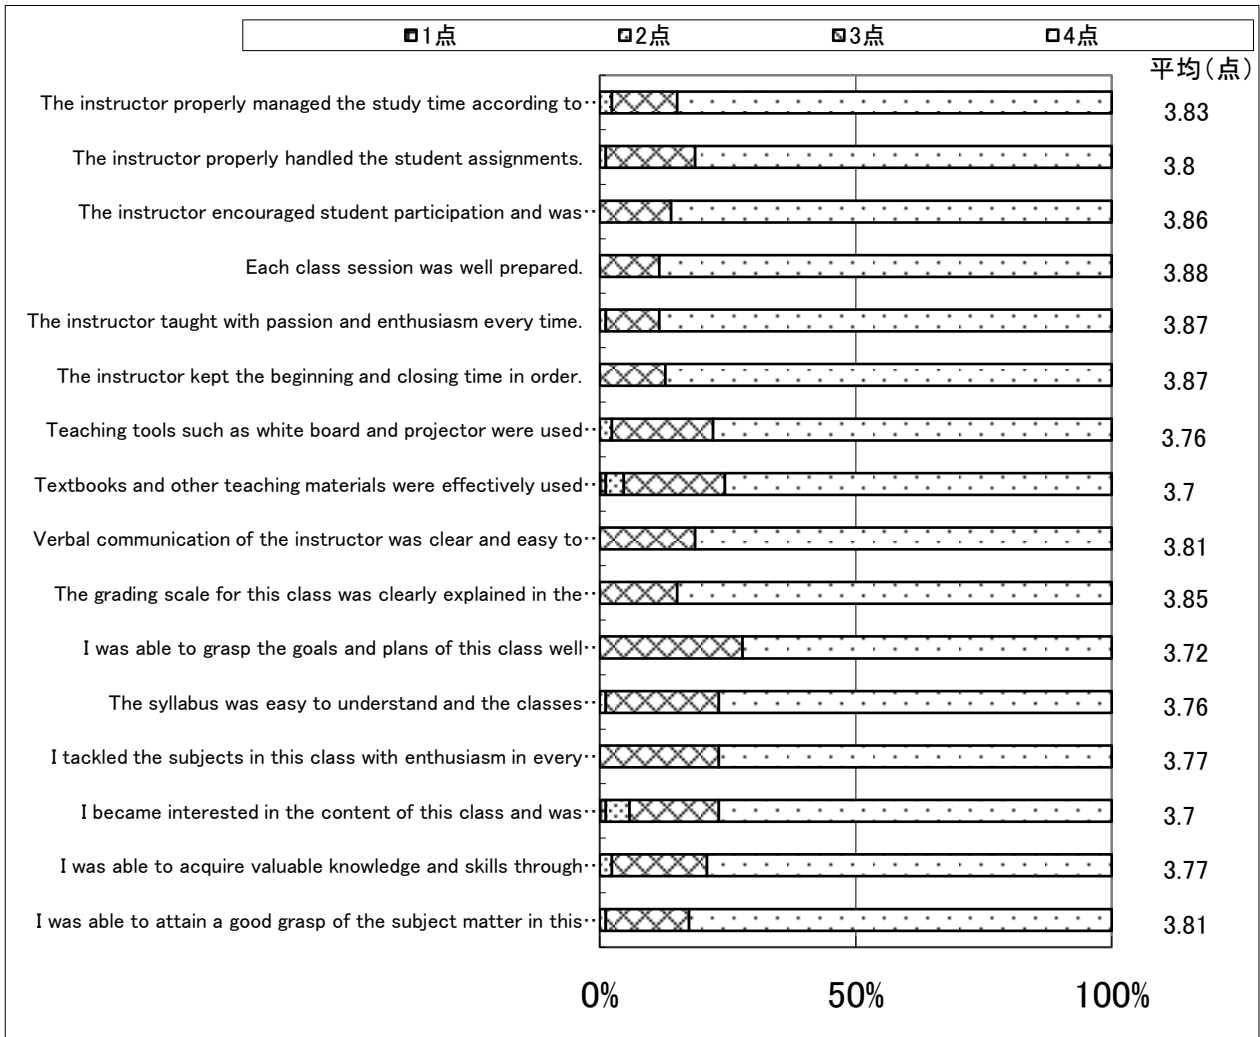 1点 2点 3点 4点
平均(点)
The instructor properly managed the study time according to… 3.83
The instructor properly handled the student assignments. 3.8
The instructor encouraged student participation and was… 3.86
Each class session was well prepared. 3.88
The instructor taught with passion and enthusiasm every time. 3.87
The instructor kept the beginning and closing time in order. 3.87
Teaching tools such as white board and projector were used… 3.76
Textbooks and other teaching materials were effectively used… 3.7
Verbal communication of the instructor was clear and easy to… 3.81
The grading scale for this class was clearly explained in the… 3.85
I was able to grasp the goals and plans of this class well… 3.72
The syllabus was easy to understand and the classes… 3.76
I tackled the subjects in this class with enthusiasm in every… 3.77
I became interested in the content of this class and was… 3.7
I was able to acquire valuable knowledge and skills through… 3.77
I was able to attain a good grasp of the subject matter in this… 3.81
0% 50% 100%